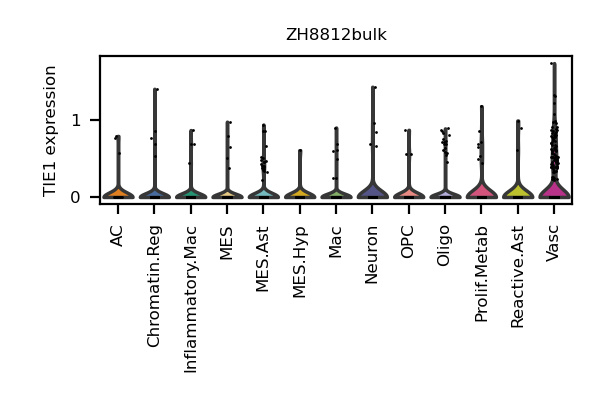 ZH8812bulk
TIE1 expression
1
0
AC
Chromatin.Reg
Inflammatory.Mac
MES
MES.Ast
MES.Hyp
Mac
Neuron
OPC
Oligo
Prolif.Metab
Reactive.Ast
Vasc